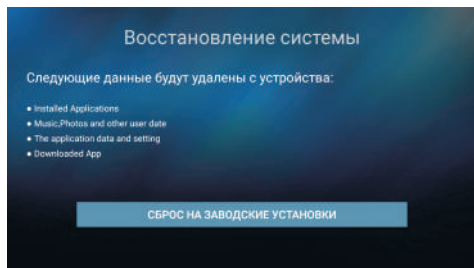 Восстановление системы
Следующие данные будут удалены с устройства:
● Installed Applications
● Music,Photos and other user date
● The application data and setting
● Downloaded App
СБРОС НА ЗАВОДСКИЕ УСТАНОВКИ